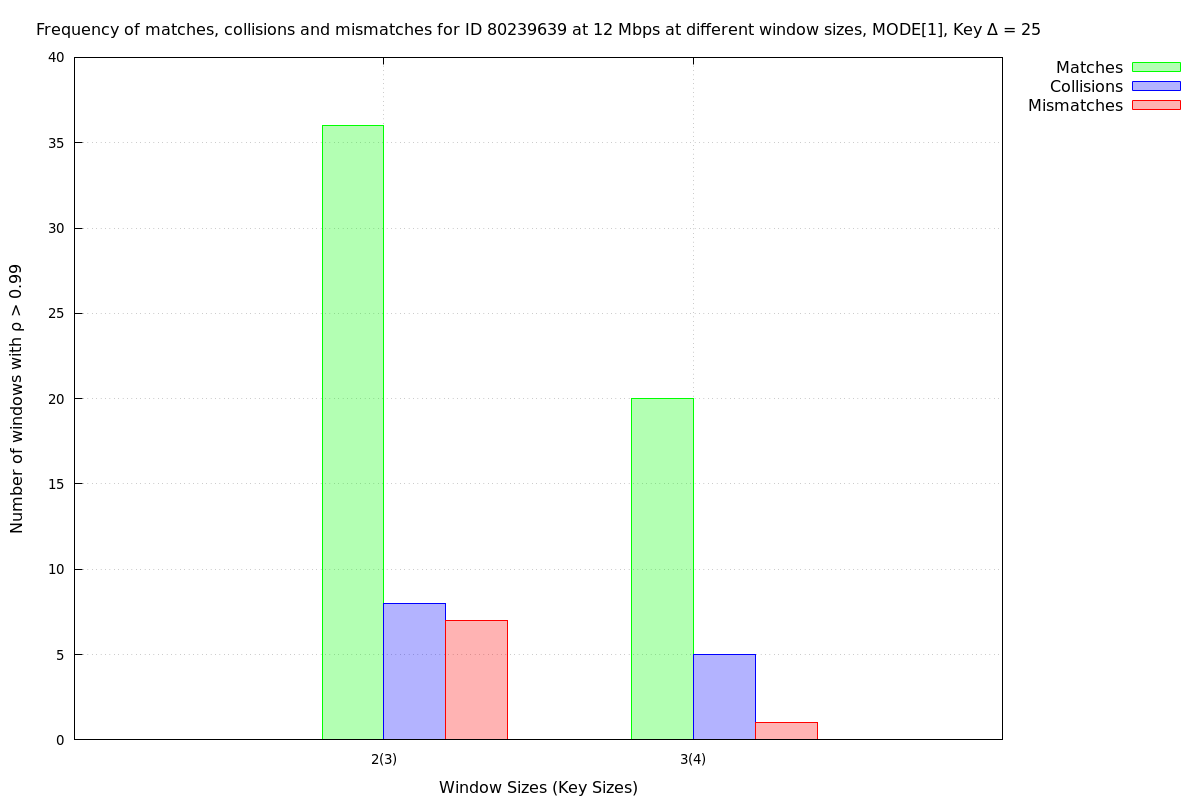 Frequency of matches, collisions and mismatches for ID 80239639 at 12 Mbps at different window sizes, MODE[1], Key Δ = 25
Matches
Collisions
Mismatches
Number of windows with ρ > 0.99
40
35
30
25
20
15
10
5
0
2(3)
3(4)
Window Sizes (Key Sizes)